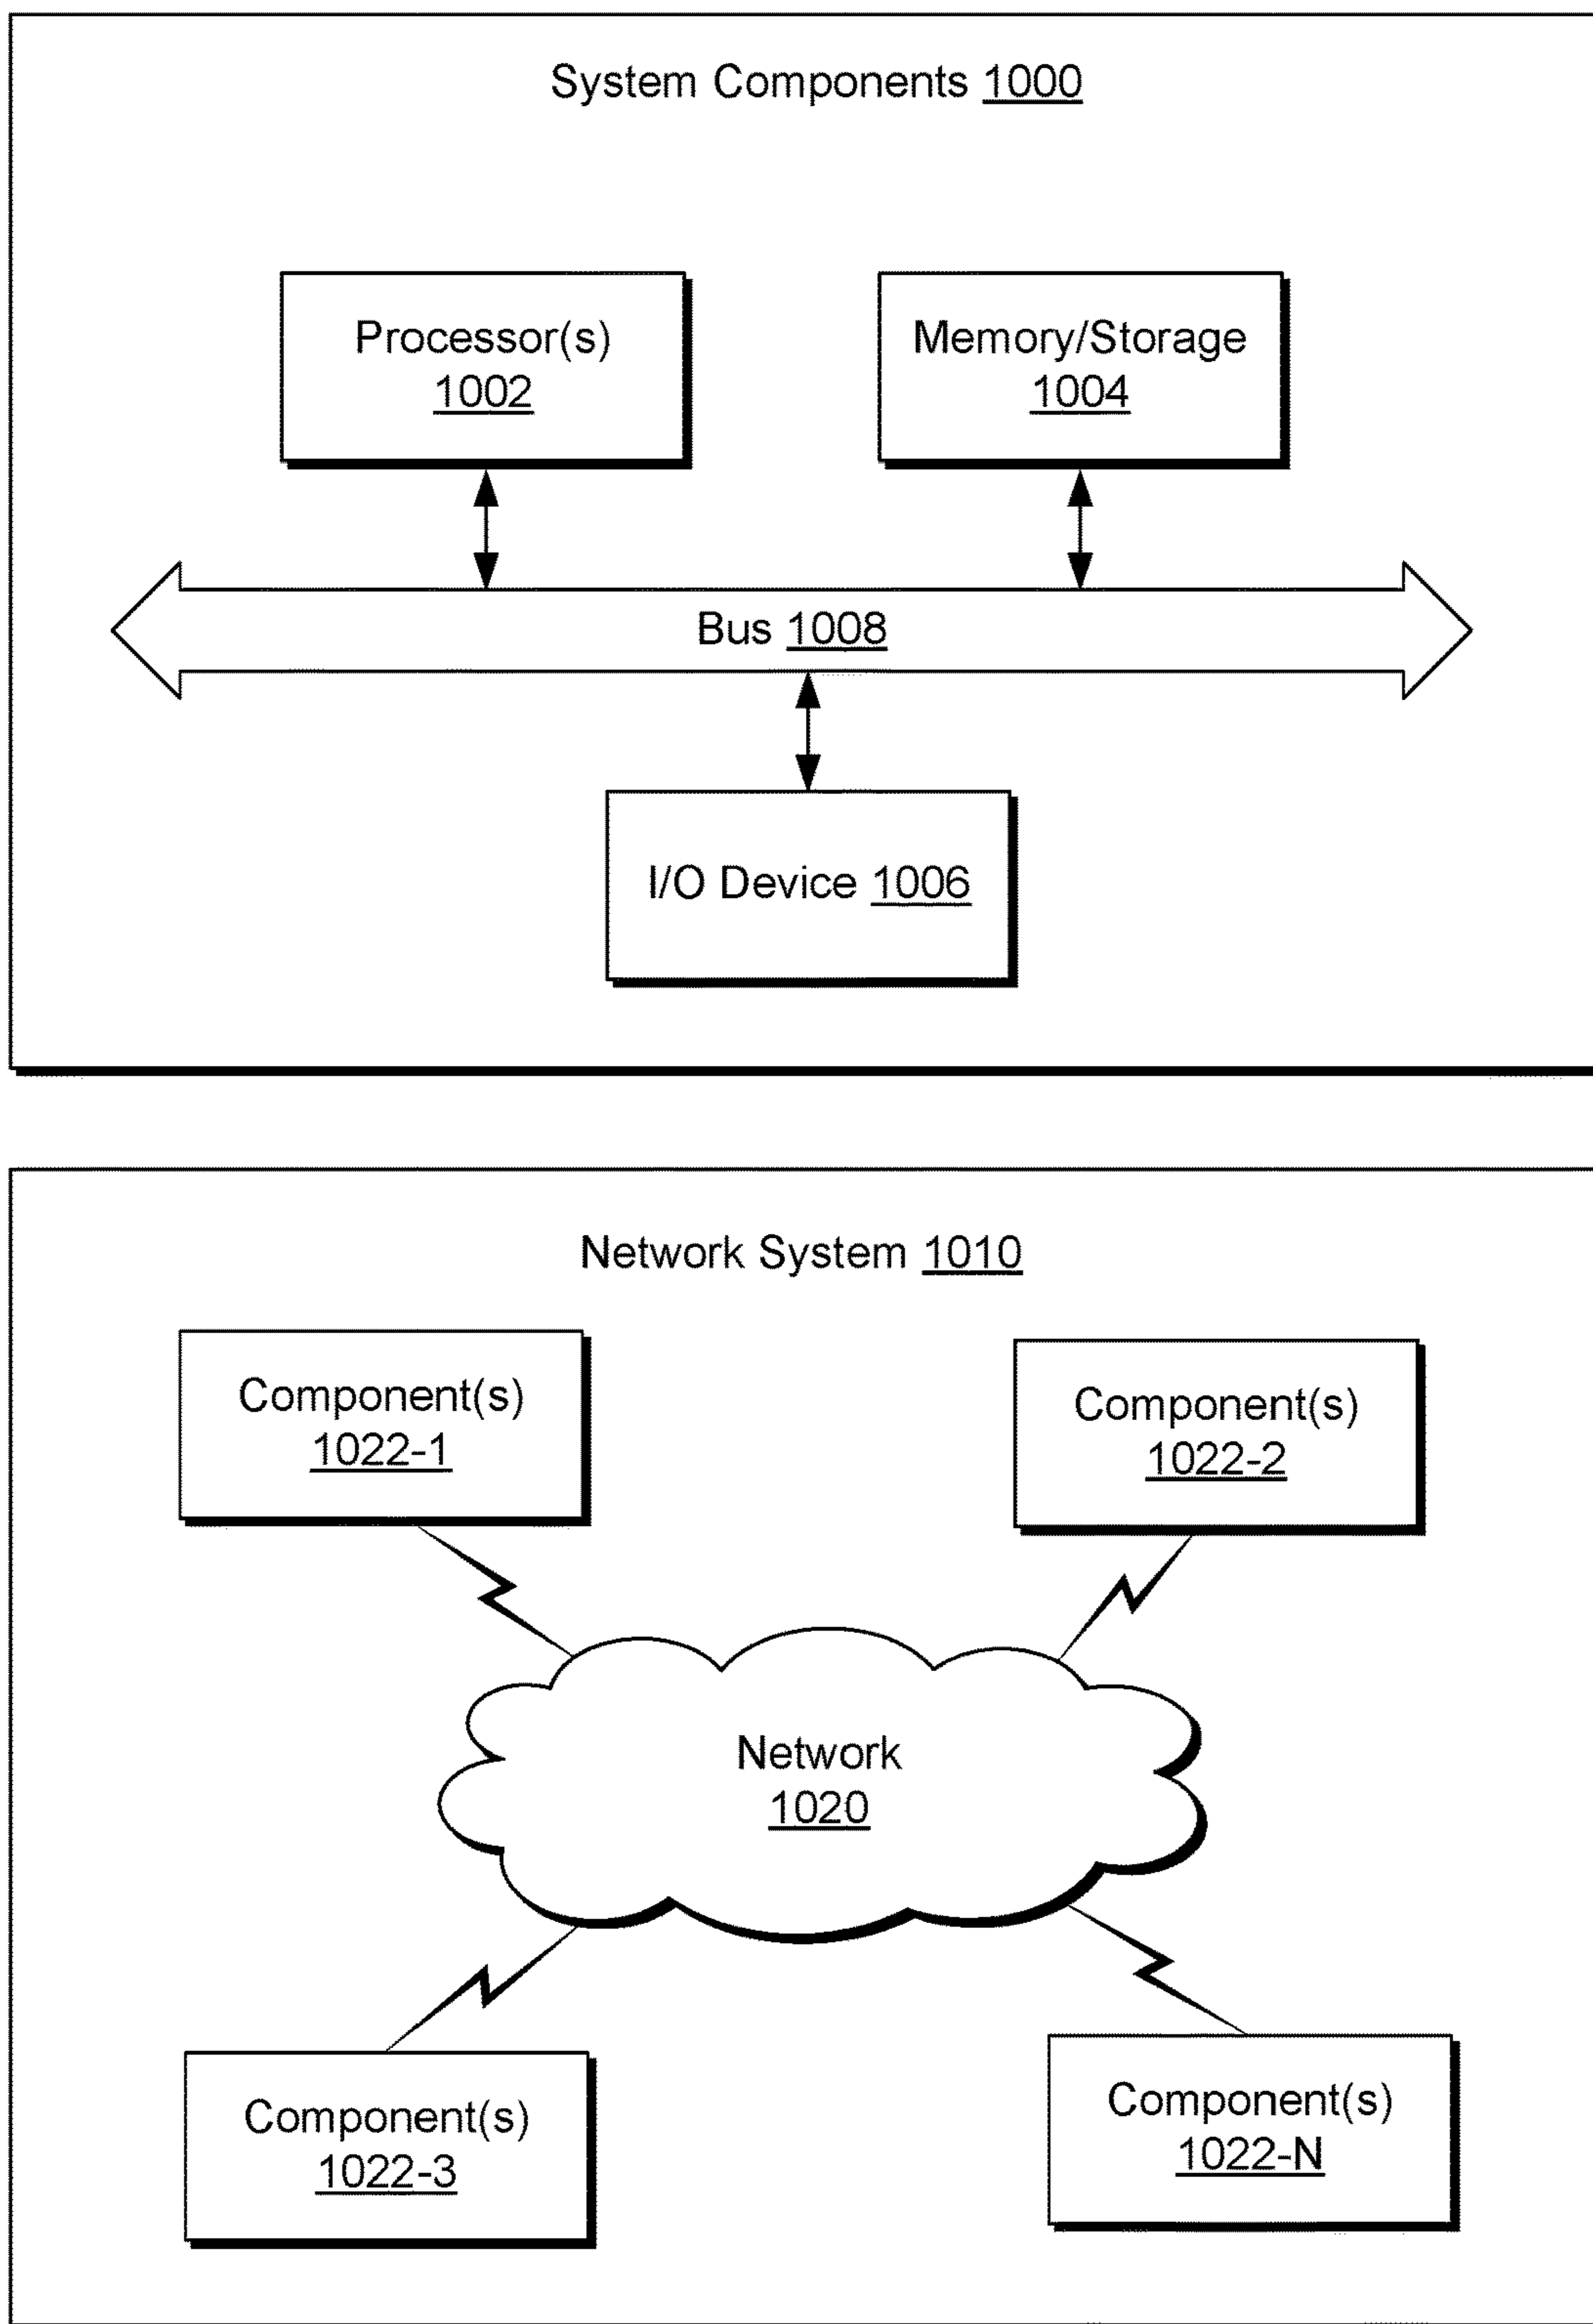 System Components 1000
Processor(s)
1002
Memory/Storage
1004
Bus 1008
I/O Device 1006
Network System 1010
Component(s)
1022-1
Component(s)
1022-2
Network
1020
Component(s)
1022-3
Component(s)
1022-N